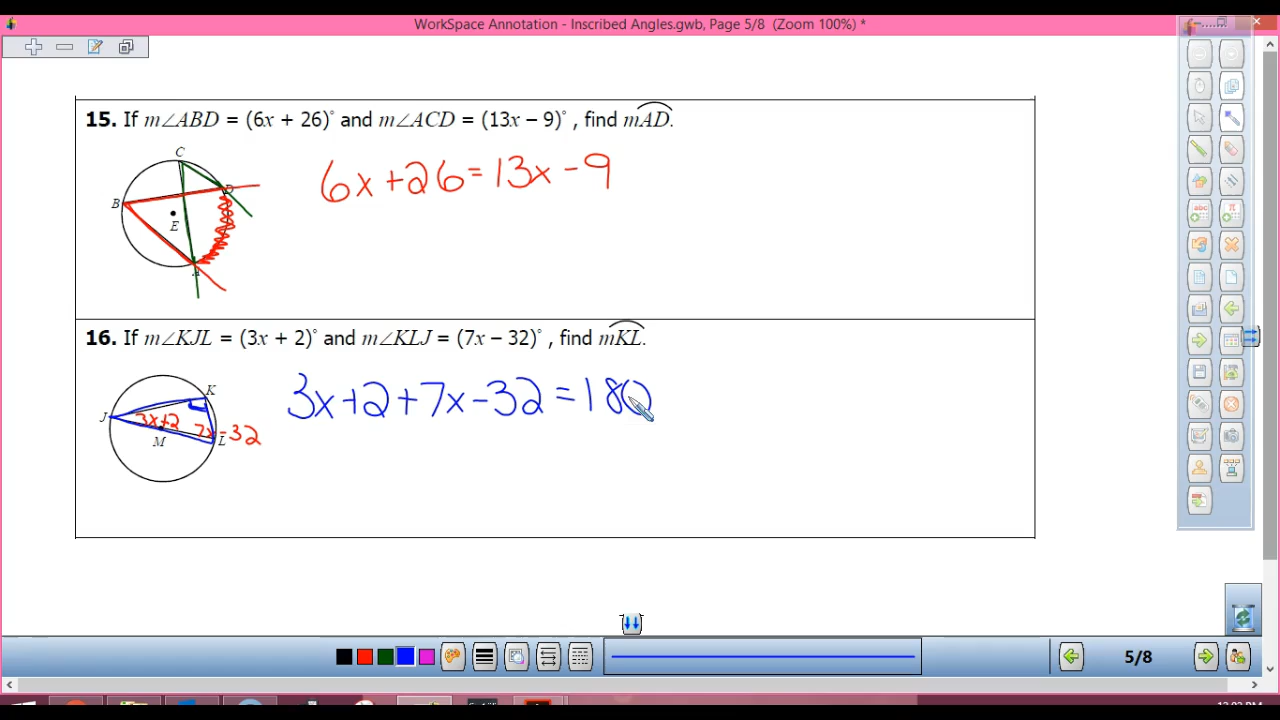 WorkSpace Annotation - Inscribed Angles.gwb, Page 5/8 (Zoom 100%) *
15. If m∠ABD = (6x + 26)° and m∠ACD = (13x − 9)° , find mAD.
C
D
B
E
A
6x+26=13x-9
16. If m∠KJL = (3x + 2)° and m∠KLJ = (7x − 32)° , find mKL.
K
J
3x+2
7x-32
L
M
3x+2+7x-32=180
abc
π
5/8